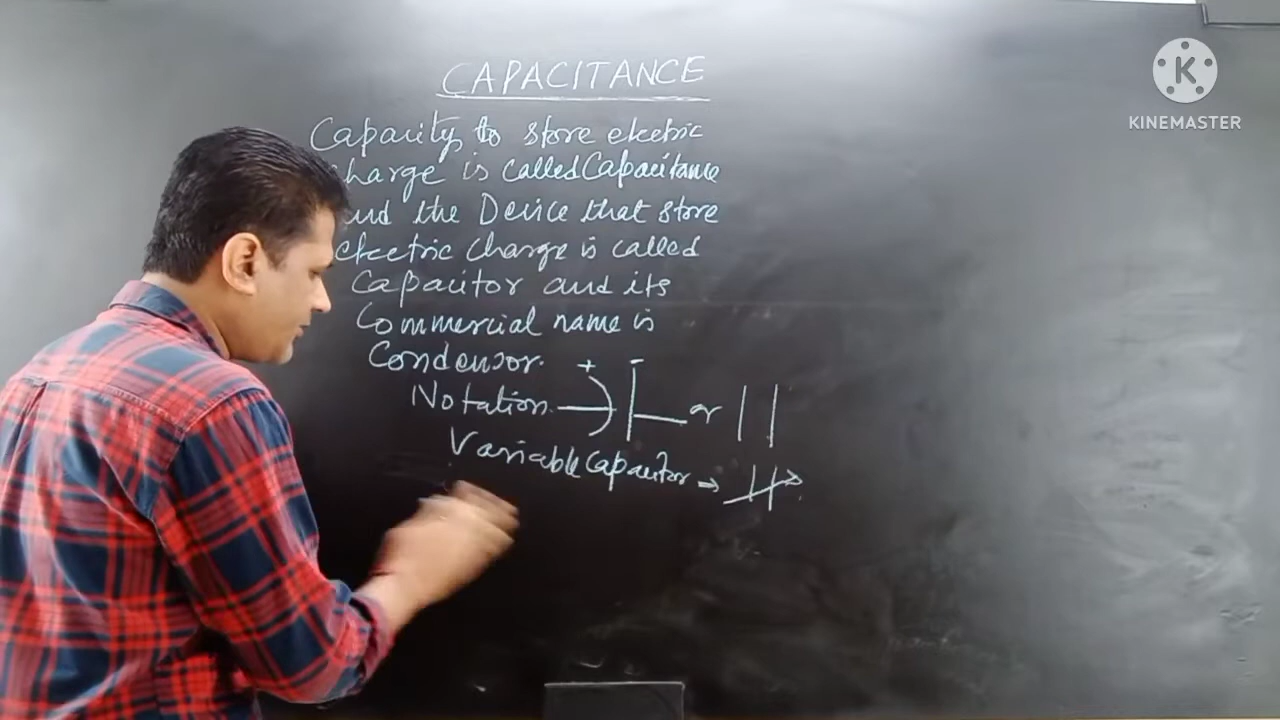 CAPACITANCE
Capacity to store electric
charge is called Capacitance
and the Device that store
electric charge is called
Capacitor and its
Commercial name is
Condensor.
Notation + - or
Variable Capacitor →
K
KINEMASTER